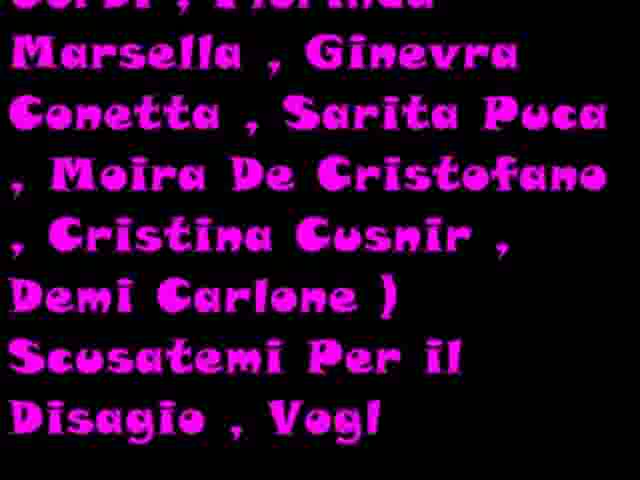 Marsella , Ginevra
Conetta , Sarita Puca
, Moira De Cristofano
, Cristina Cusnir ,
Demi Carlone )
Scusatemi Per il
Disagio , Vogl